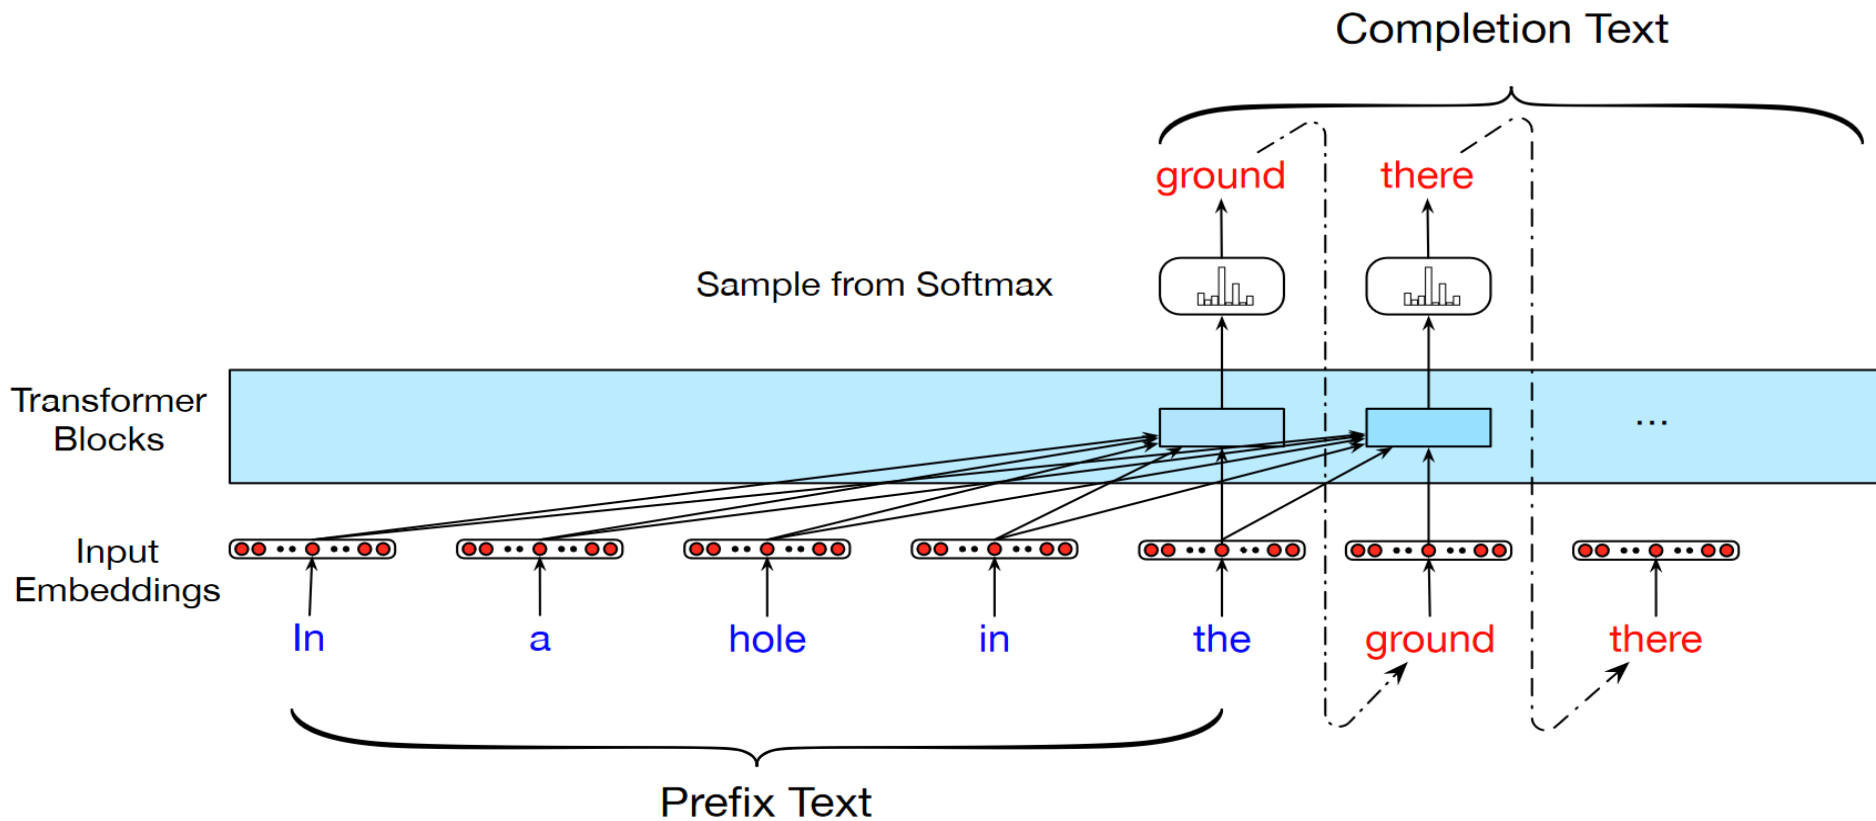 Completion Text
ground there
Sample from Softmax
Transformer
Blocks
...
Input
Embeddings
In a hole in the ground there
Prefix Text